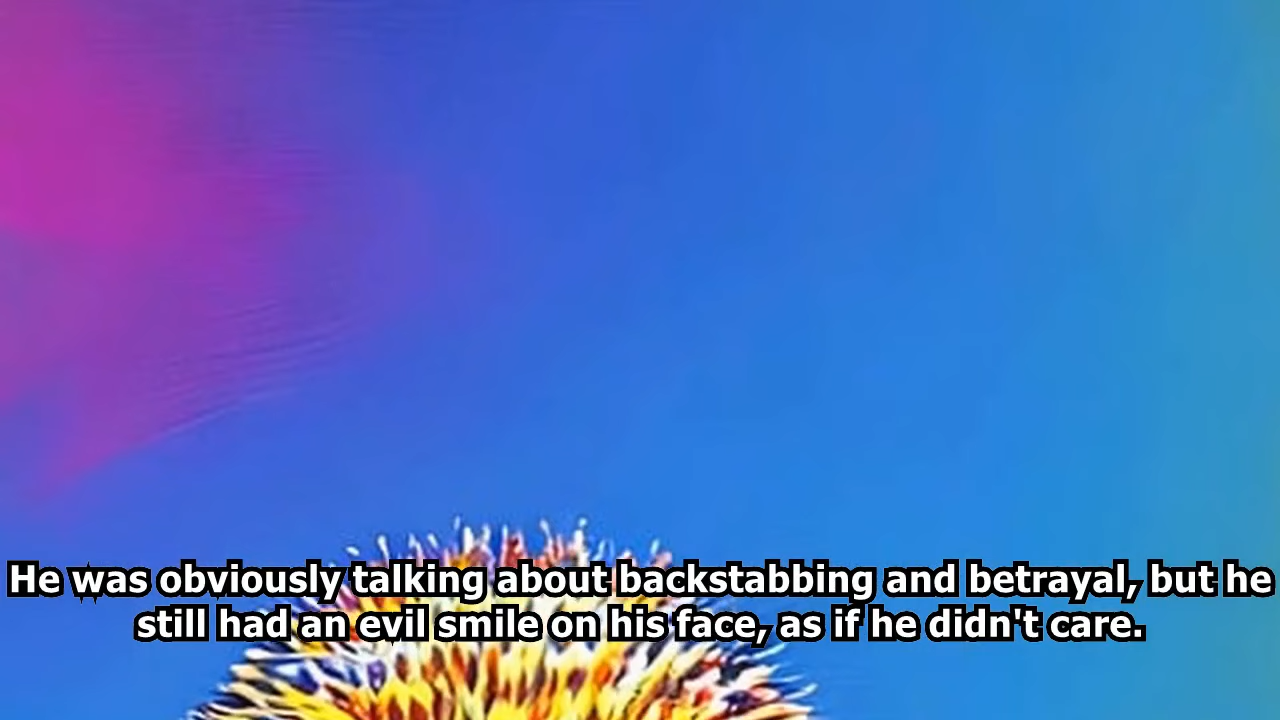 He was obviously talking about backstabbing and betrayal, but he
still had an evil smile on his face, as if he didn't care.